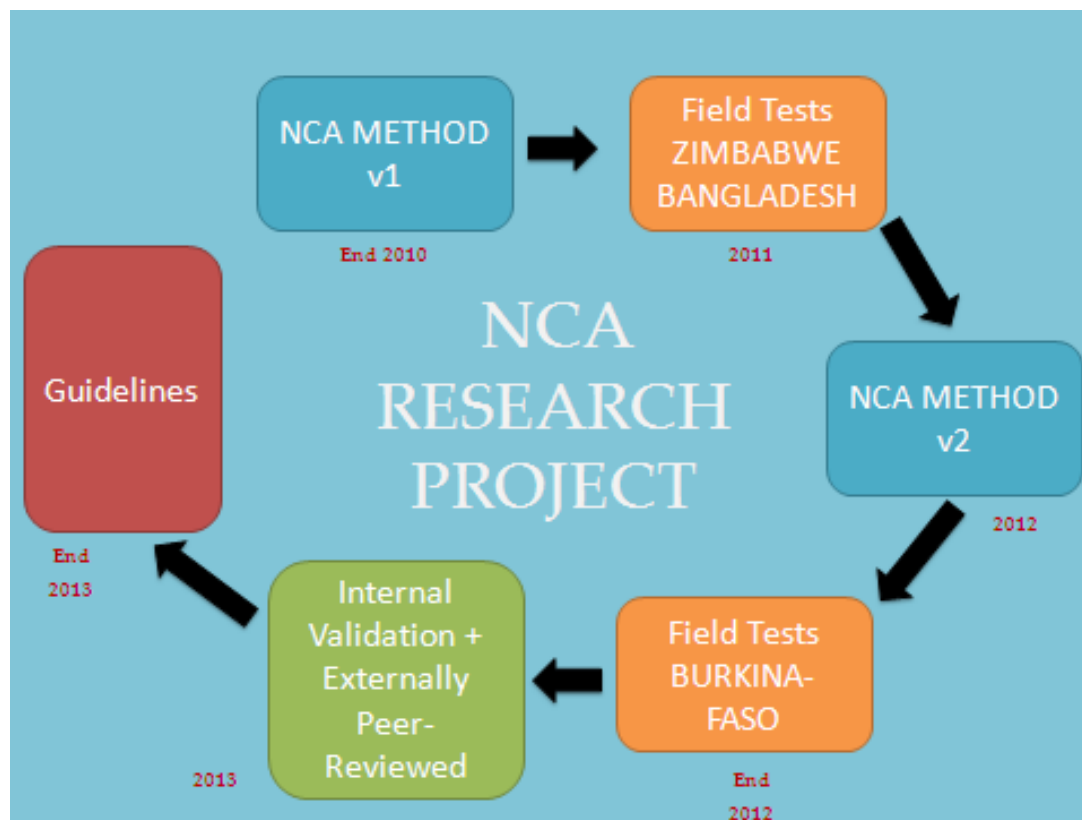 NCA METHOD
v1
End 2010
Field Tests
ZIMBABWE
BANGLADESH
2011
NCA
RESEARCH
PROJECT
NCA METHOD
v2
2012
Field Tests
BURKINA-
FASO
End
2012
Internal
Validation +
Externally
Peer-
Reviewed
2013
Guidelines
End
2013